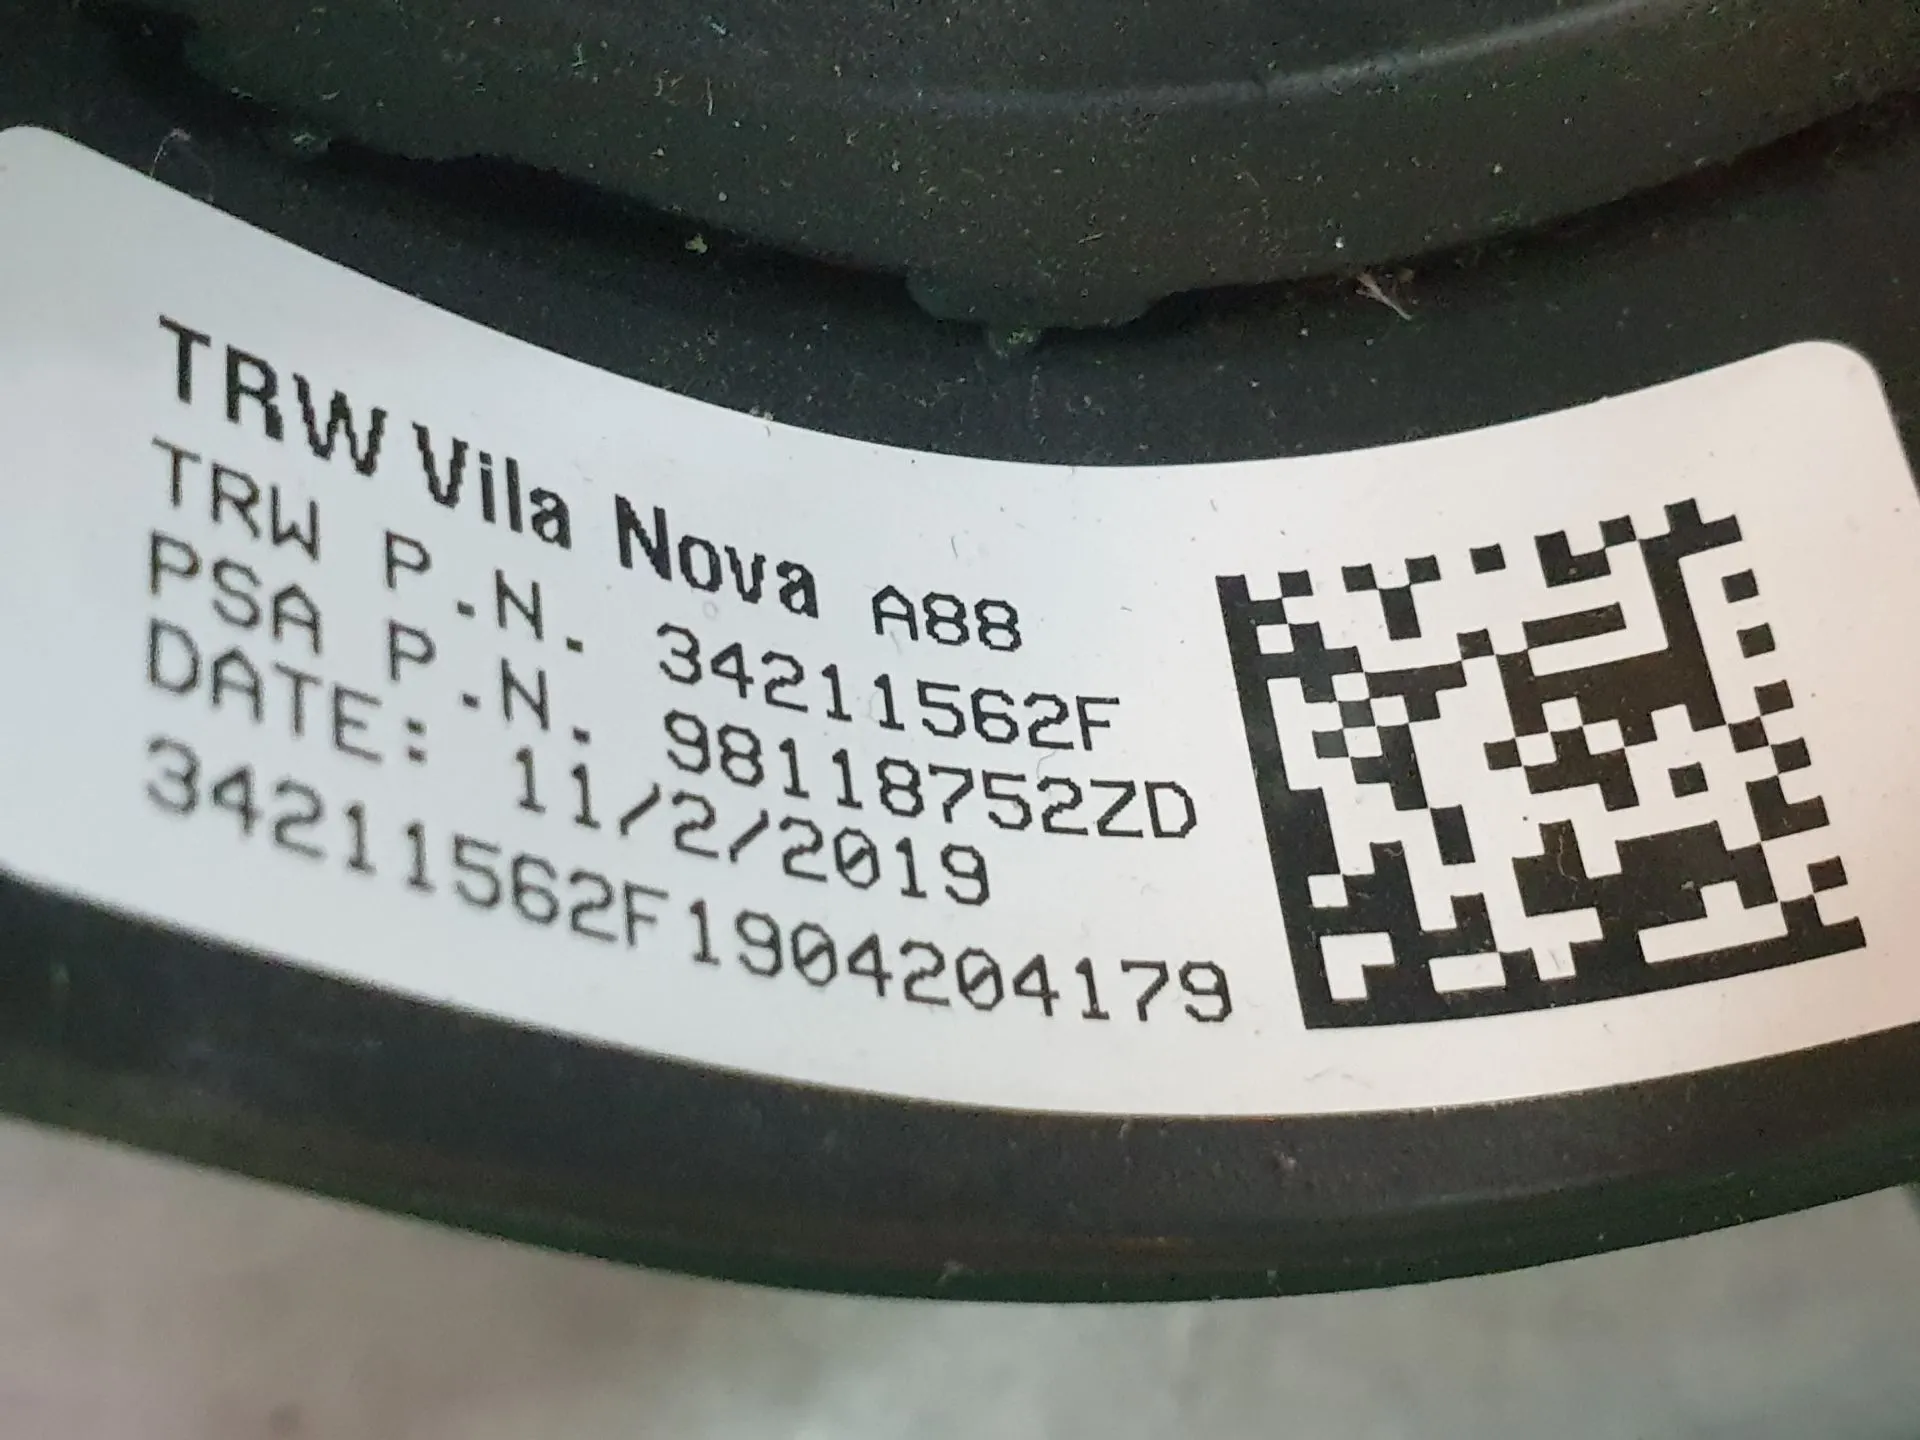 TRW Vila Nova A88
TRW P.N. 34211562F
PSA P.N. 98118752ZD
DATE: 11/2/2019
34211562F1904204179